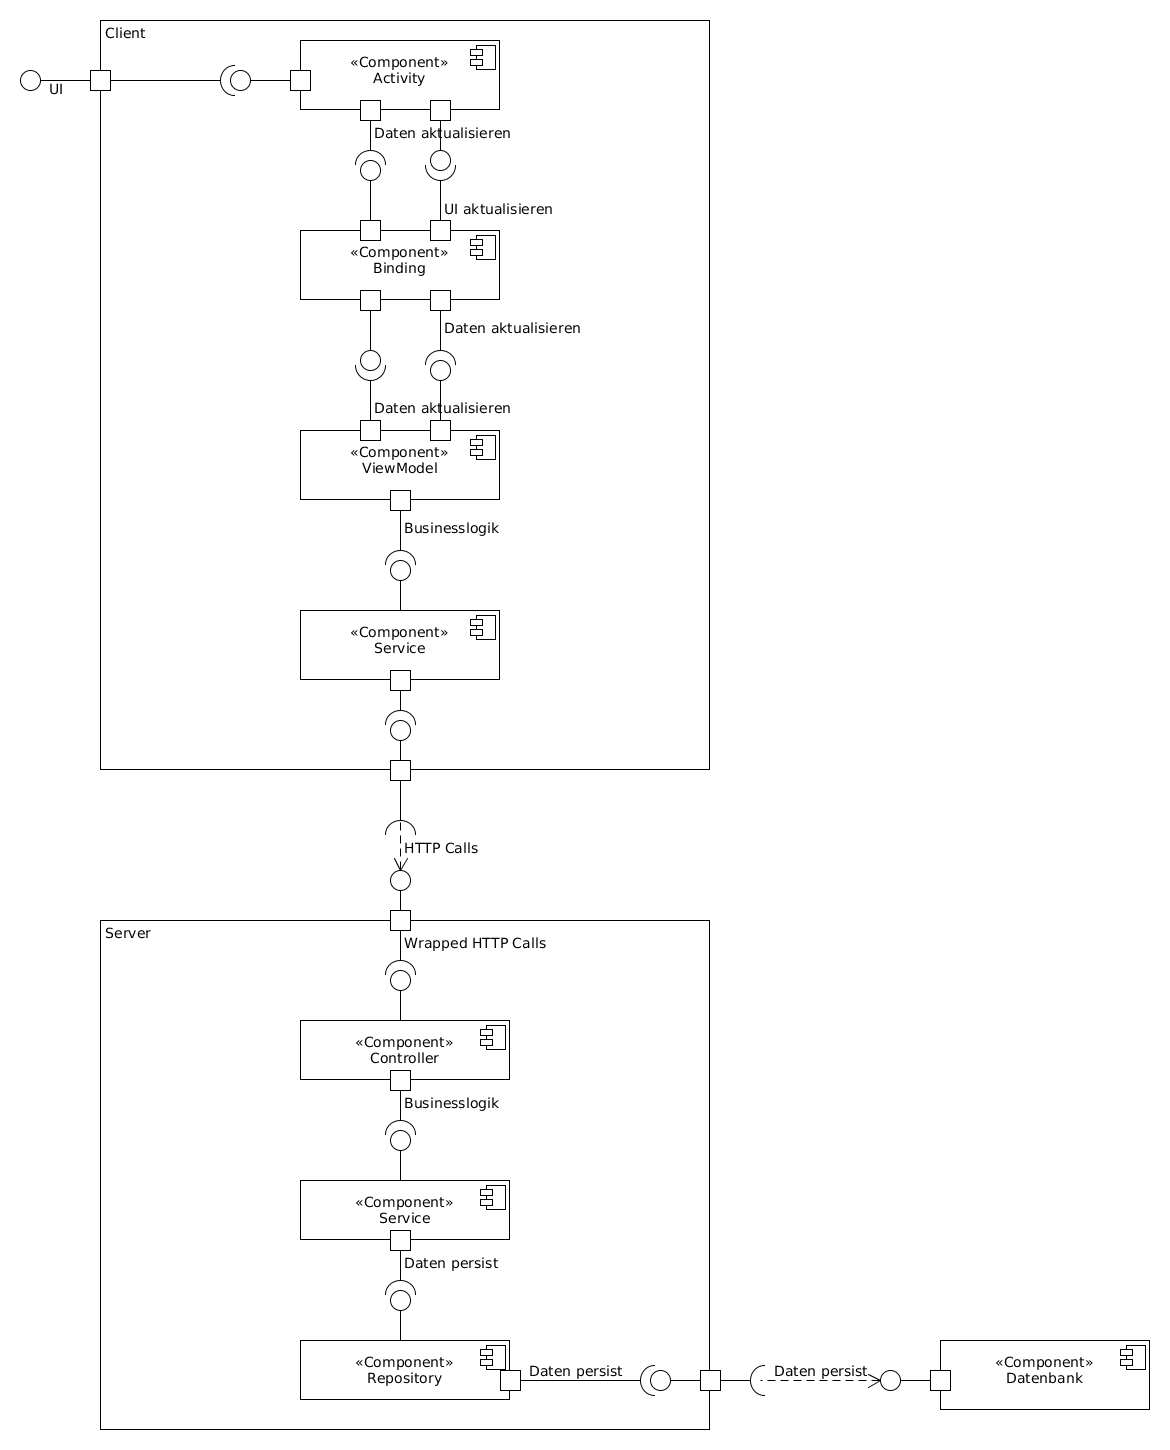 Client
«Component»
Activity
UI
Daten aktualisieren
UI aktualisieren
«Component»
Binding
Daten aktualisieren
Daten aktualisieren
«Component»
ViewModel
Businesslogik
«Component»
Service
HTTP Calls
Server
Wrapped HTTP Calls
«Component»
Controller
Businesslogik
«Component»
Service
Daten persist
«Component»
Repository
Daten persist
Daten persist
«Component»
Datenbank